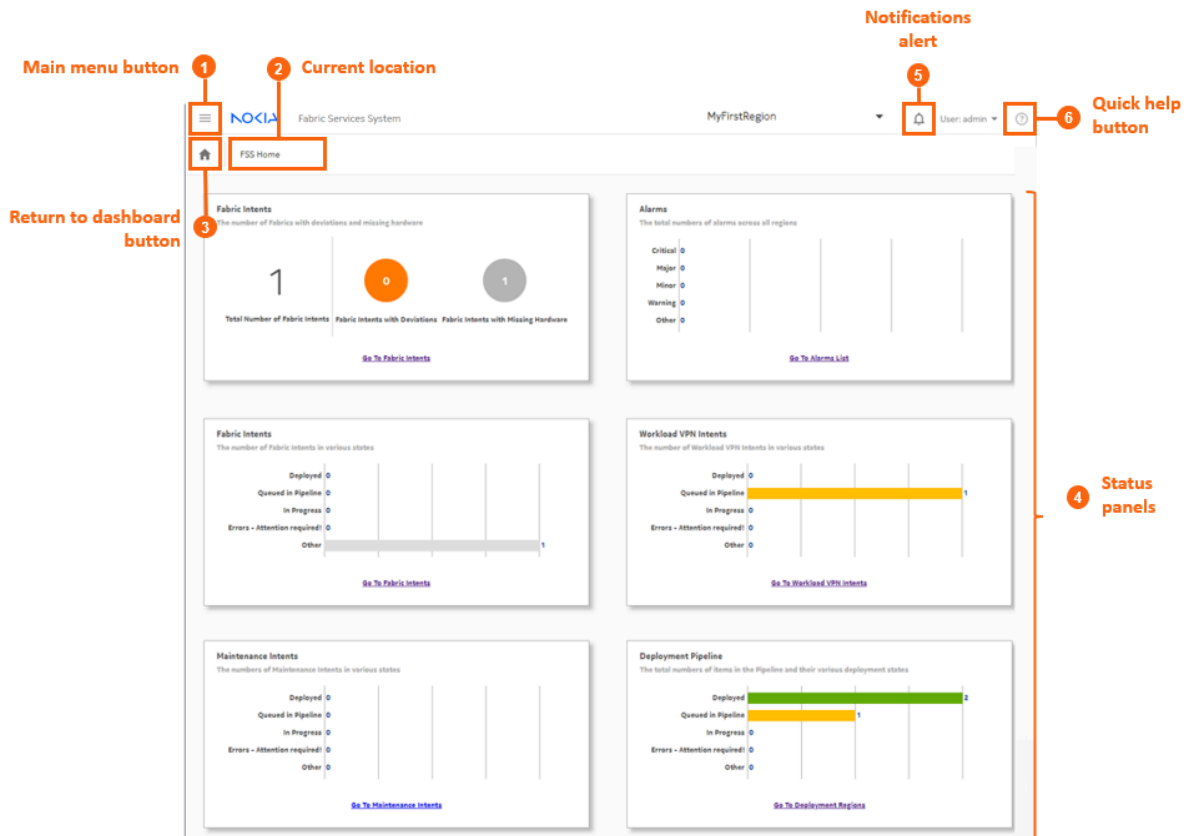 Notifications
alert
5
Main menu button 1
2 Current location
Quick help
button
6
NOKIA Fabric Services System
MyFirstRegion
User: admin
FSS Home
Return to dashboard
button
3
Fabric Intents
The number of Fabrics with deviations and missing hardware
1
0
1
Total Number of Fabric Intents
Fabric Intents with Deviations
Fabric Intents with Missing Hardware
Go To Fabric Intents
Alarms
The total numbers of alarms across all regions
Critical 0
Major 0
Minor 0
Warning 0
Other 0
Go To Alarms List
Fabric Intents
The number of Fabric Intents in various states
Deployed 0
Queued in Pipeline 0
In Progress 0
Errors - Attention required! 0
Other 1
Go To Fabric Intents
Workload VPN Intents
The number of Workload VPN Intents in various states
Deployed 0
Queued in Pipeline 1
In Progress 0
Errors - Attention required! 0
Other 0
Go To Workload VPN Intents
4
Status
panels
Maintenance Intents
The numbers of Maintenance Intents in various states
Deployed 0
Queued in Pipeline 0
In Progress 0
Errors - Attention required! 0
Other 0
Go To Maintenance Intents
Deployment Pipeline
The total numbers of items in the Pipeline and their various deployment states
Deployed 2
Queued in Pipeline 1
In Progress 0
Errors - Attention required! 0
Other 0
Go To Deployment Regions